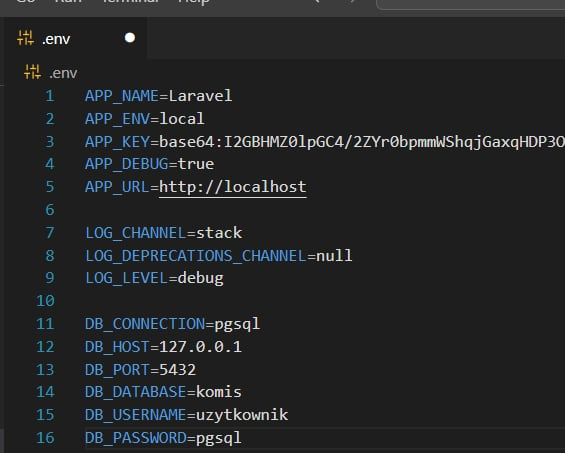 Go Run Terminal Help
.env
.env
1 APP_NAME=Laravel
2 APP_ENV=local
3 APP_KEY=base64:I2GBHMZ0lpGC4/2ZYr0bpmmWShqjGaxqHDP3O
4 APP_DEBUG=true
5 APP_URL=http://localhost
6
7 LOG_CHANNEL=stack
8 LOG_DEPRECATIONS_CHANNEL=null
9 LOG_LEVEL=debug
10
11 DB_CONNECTION=pgsql
12 DB_HOST=127.0.0.1
13 DB_PORT=5432
14 DB_DATABASE=komis
15 DB_USERNAME=uzytkownik
16 DB_PASSWORD=pgsql